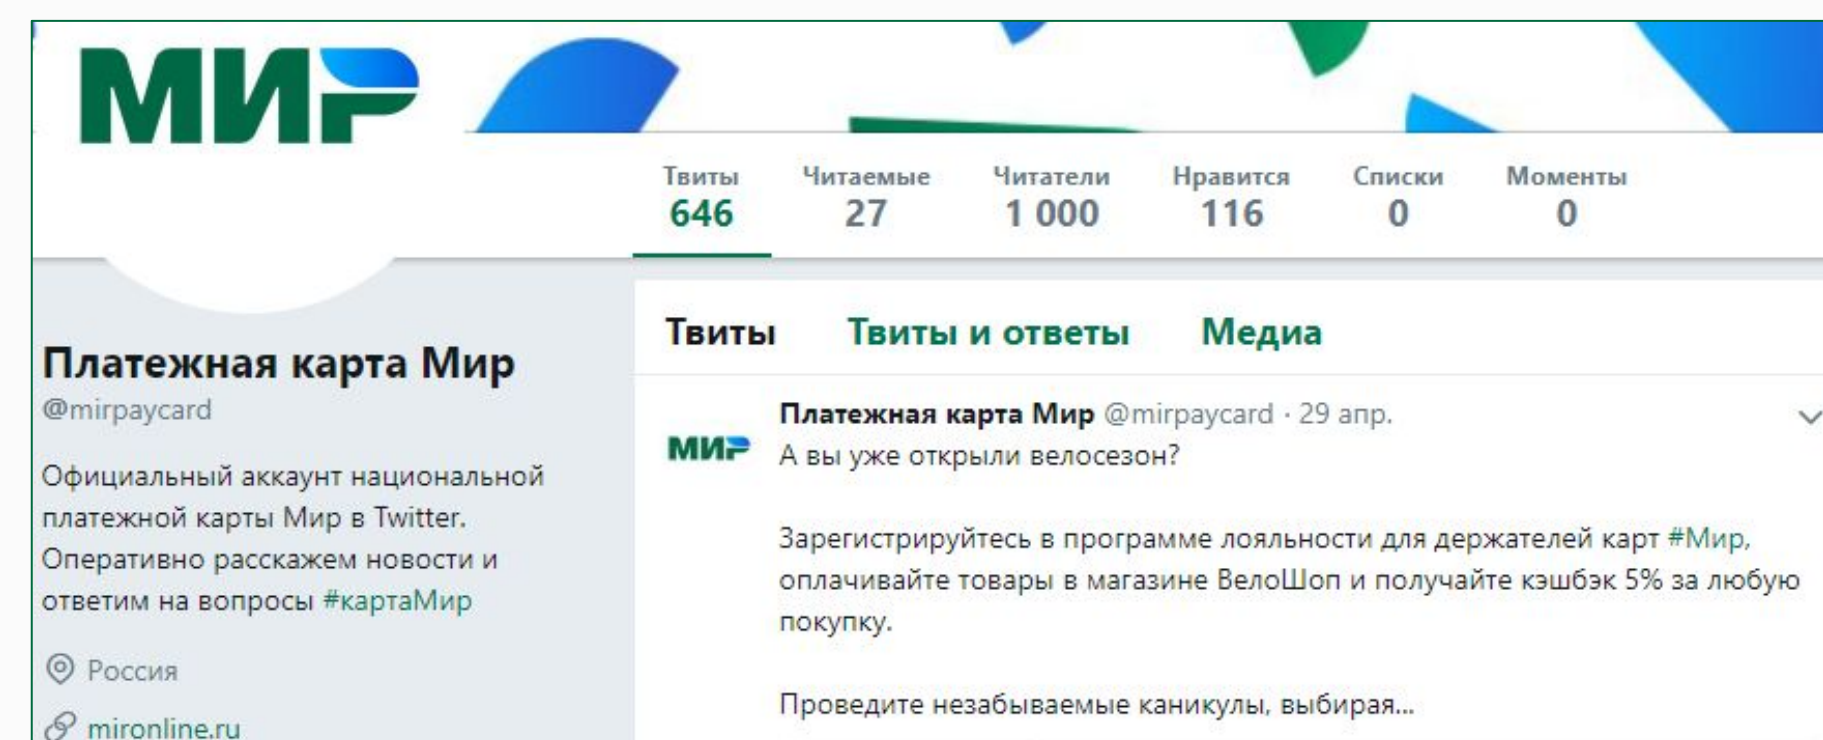 МИР
Твиты Читаемые Читатели Нравится Списки Моменты
646 27 1 000 116 0 0
Платежная карта Мир
@mirpaycard
Официальный аккаунт национальной
платежной карты Мир в Twitter.
Оперативно расскажем новости и
ответим на вопросы #картаМир
Россия
mironline.ru
Твиты Твиты и ответы Медиа
Платежная карта Мир @mirpaycard · 29 апр.
МИР
А вы уже открыли велосезон?
Зарегистрируйтесь в программе лояльности для держателей карт #Мир,
оплачивайте товары в магазине ВелоШоп и получайте кэшбэк 5% за любую
покупку.
Проведите незабываемые каникулы, выбирая...